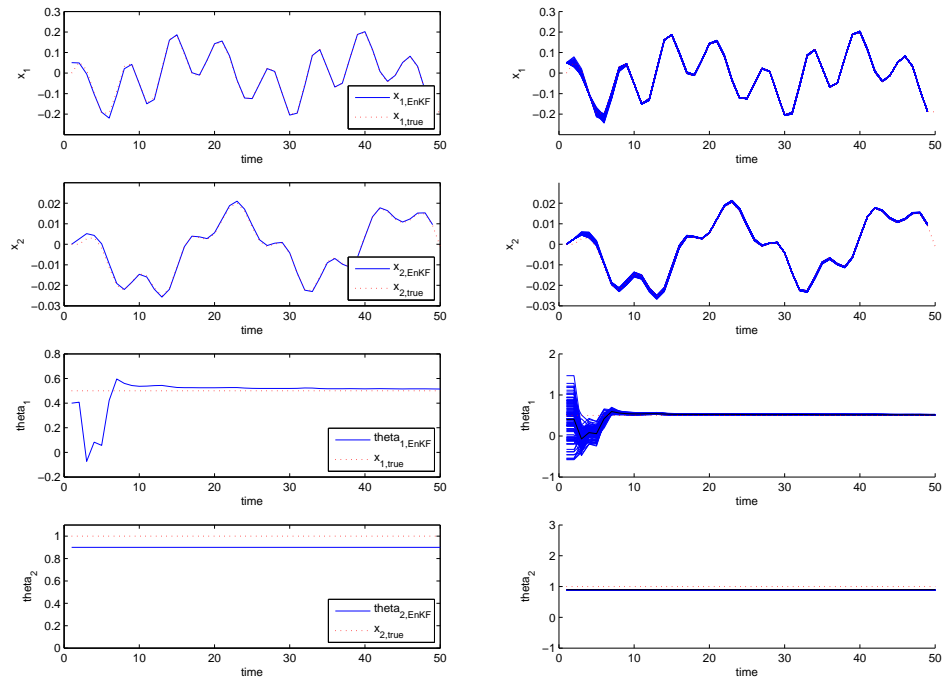 0.3
0.2
0.1
0
−0.1
−0.2
x1
0 10 20 30 40 50
time
x1,EnKF
x1,true
0.3
0.2
0.1
0
−0.1
−0.2
x1
0 10 20 30 40 50
time
0.02
0.01
0
−0.01
−0.02
−0.03
x2
0 10 20 30 40 50
time
x2,EnKF
x2,true
0.02
0.01
0
−0.01
−0.02
−0.03
x2
0 10 20 30 40 50
time
0.8
0.6
0.4
0.2
0
−0.2
theta1
0 10 20 30 40 50
time
theta1,EnKF
x1,true
2
1
0
−1
theta1
0 10 20 30 40 50
time
1
0.8
0.6
0.4
0.2
0
theta2
0 10 20 30 40 50
time
theta2,EnKF
x2,true
3
2
1
0
−1
theta2
0 10 20 30 40 50
time